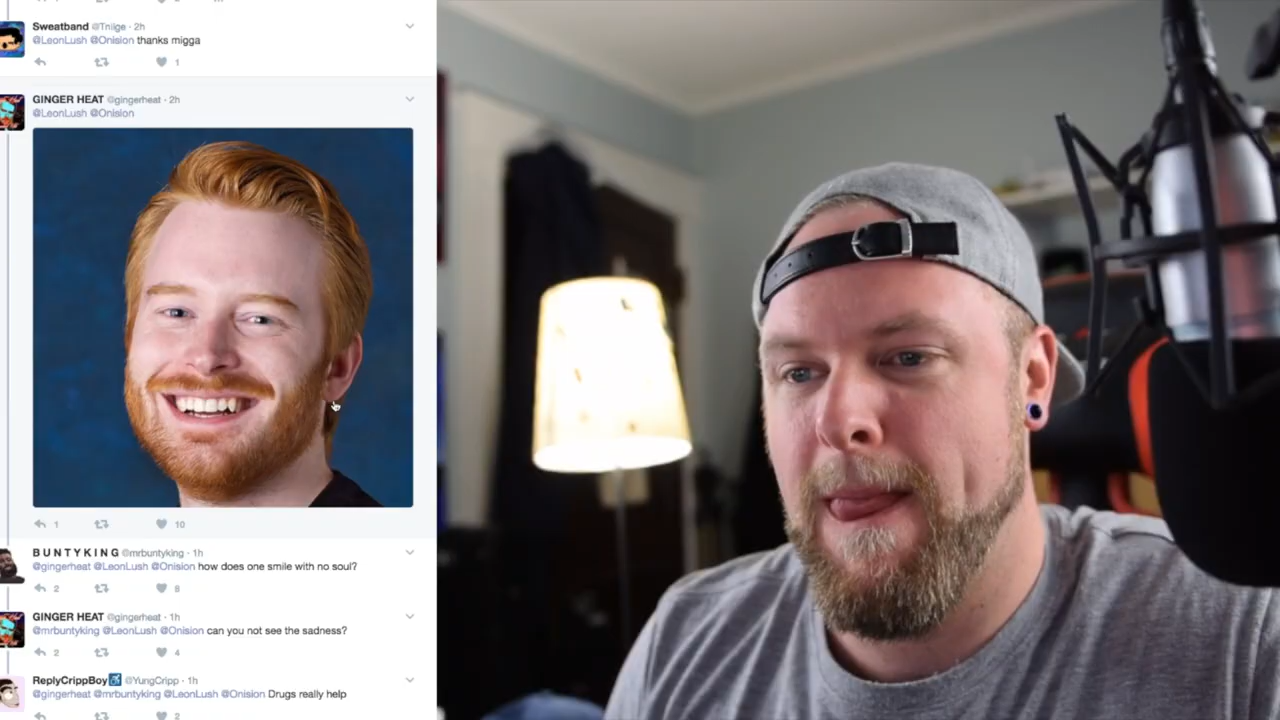 Sweatband @Tnilge · 2h
@LeonLush @Onision thanks migga
1
GINGER HEAT @gingerheat · 2h
@LeonLush @Onision
1 10
B U N T Y K I N G @mrbuntyking · 1h
@gingerheat @LeonLush @Onision how does one smile with no soul?
2 8
GINGER HEAT @gingerheat · 1h
@mrbuntyking @LeonLush @Onision can you not see the sadness?
2 4
ReplyCrippBoy♿ @YungCripp · 1h
@gingerheat @mrbuntyking @LeonLush @Onision Drugs really help
2